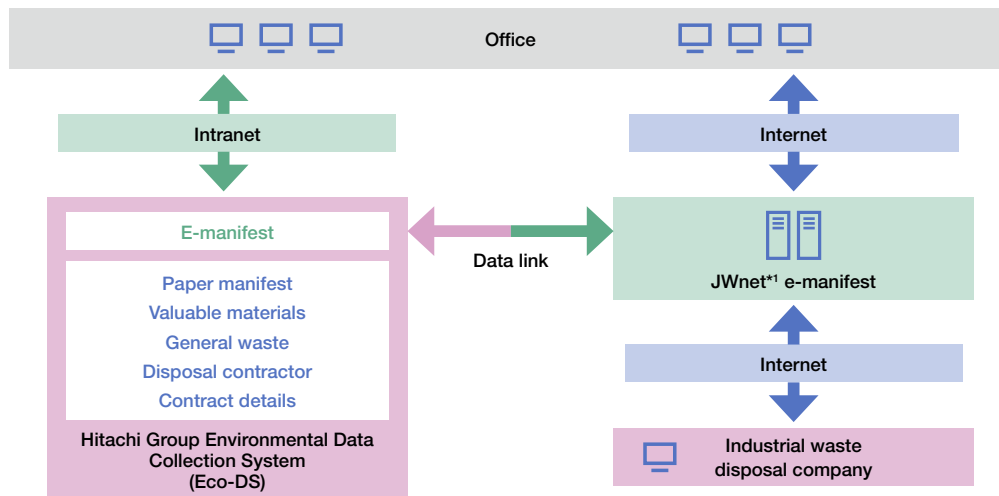 Office
Intranet
Internet
E-manifest
Paper manifest
Valuable materials
General waste
Disposal contractor
Contract details
Hitachi Group Environmental Data
Collection System
(Eco-DS)
Data link
JWnet*1 e-manifest
Internet
Industrial waste
disposal company